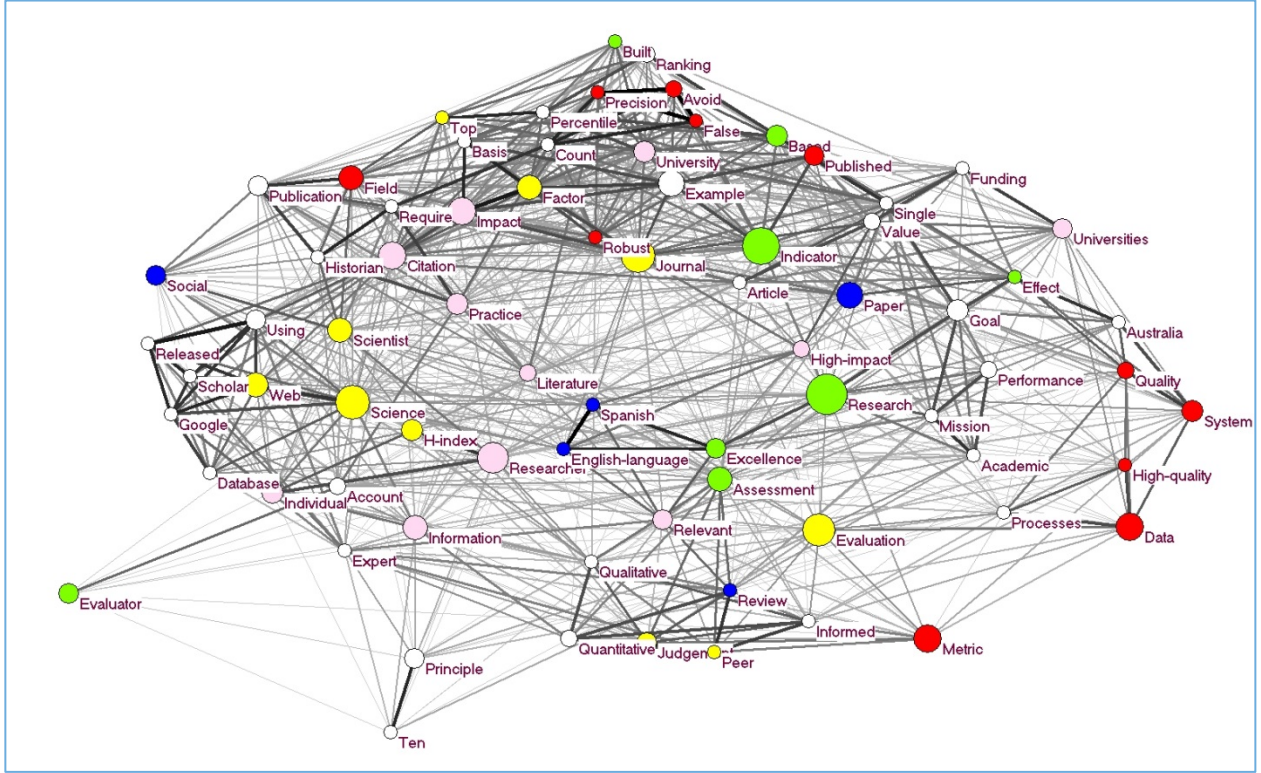 Built
Ranking
Precision
Avoid
Top
Percentile
False
Basis
Count
University
Based
Published
Publication
Field
Factor
Example
Funding
Require
Impact
Single
Value
Universities
Robust
Indicator
Historian
Citation
Journal
Social
Practice
Article
Paper
Effect
Goal
Using
Scientist
Australia
Released
High-impact
Scholar
Web
Literature
Performance
Quality
Science
Spanish
Research
Google
H-index
Mission
System
Researcher
English-language
Excellence
Academic
High-quality
Database
Individual
Account
Assessment
Information
Relevant
Evaluation
Processes
Data
Expert
Qualitative
Evaluator
Review
Quantitative
Judgem
Peer
Informed
Metric
Principle
Ten